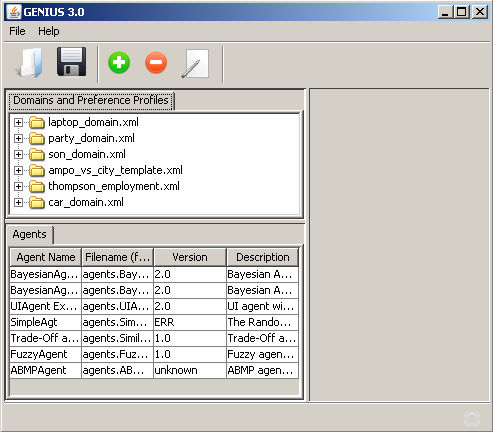 GENIUS 3.0
File Help
Domains and Preference Profiles
laptop_domain.xml
party_domain.xml
son_domain.xml
ampo_vs_city_template.xml
thompson_employment.xml
car_domain.xml
Agents
Agent Name Filename (f... Version Description
BayesianAg... agents.Bay... 2.0 Bayesian A...
BayesianAg... agents.Bay... 2.0 Bayesian A...
UIAgent Ex... agents.UIA... 2.0 UI agent wi...
SimpleAgt agents.Sim... ERR The Rando...
Trade-Off a... agents.Simil... 1.0 Trade-off a...
FuzzyAgent agents.Fuz... 1.0 Fuzzy agen...
ABMPAgent agents.AB... unknown ABMP agen...